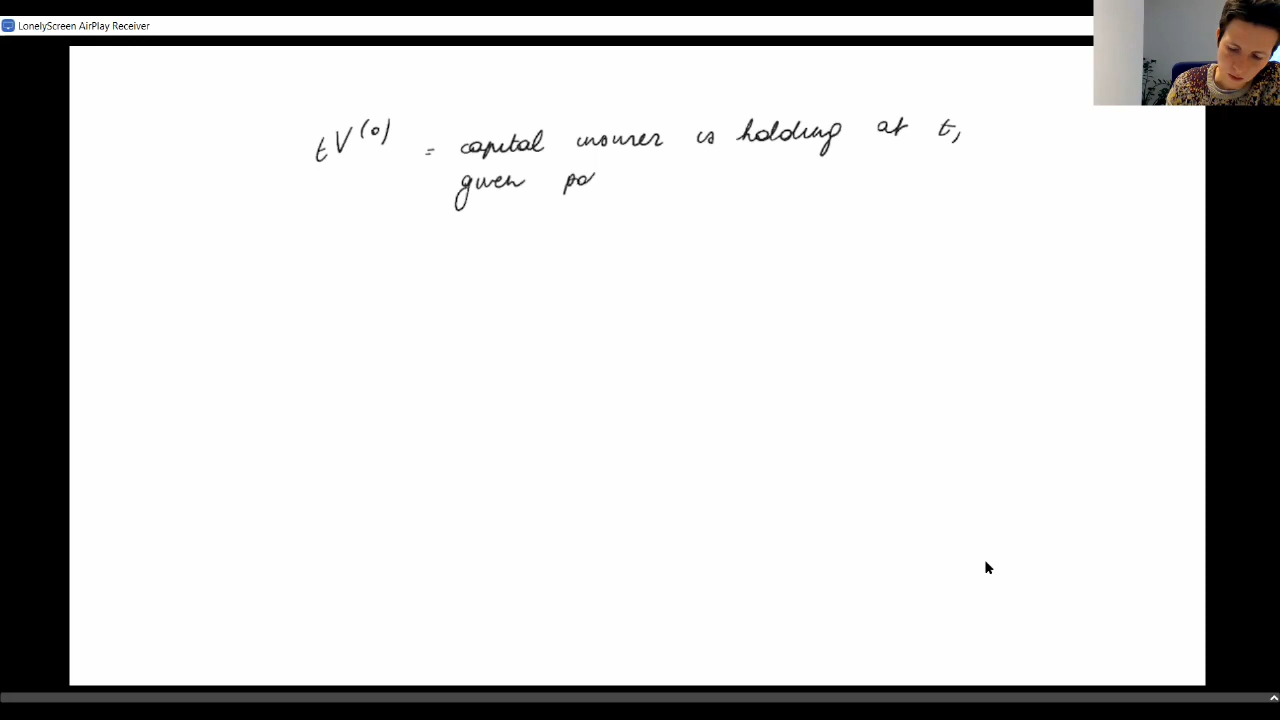 LonelyScreen AirPlay Receiver
tV^(0) = capital insurer is holding at t,
given po